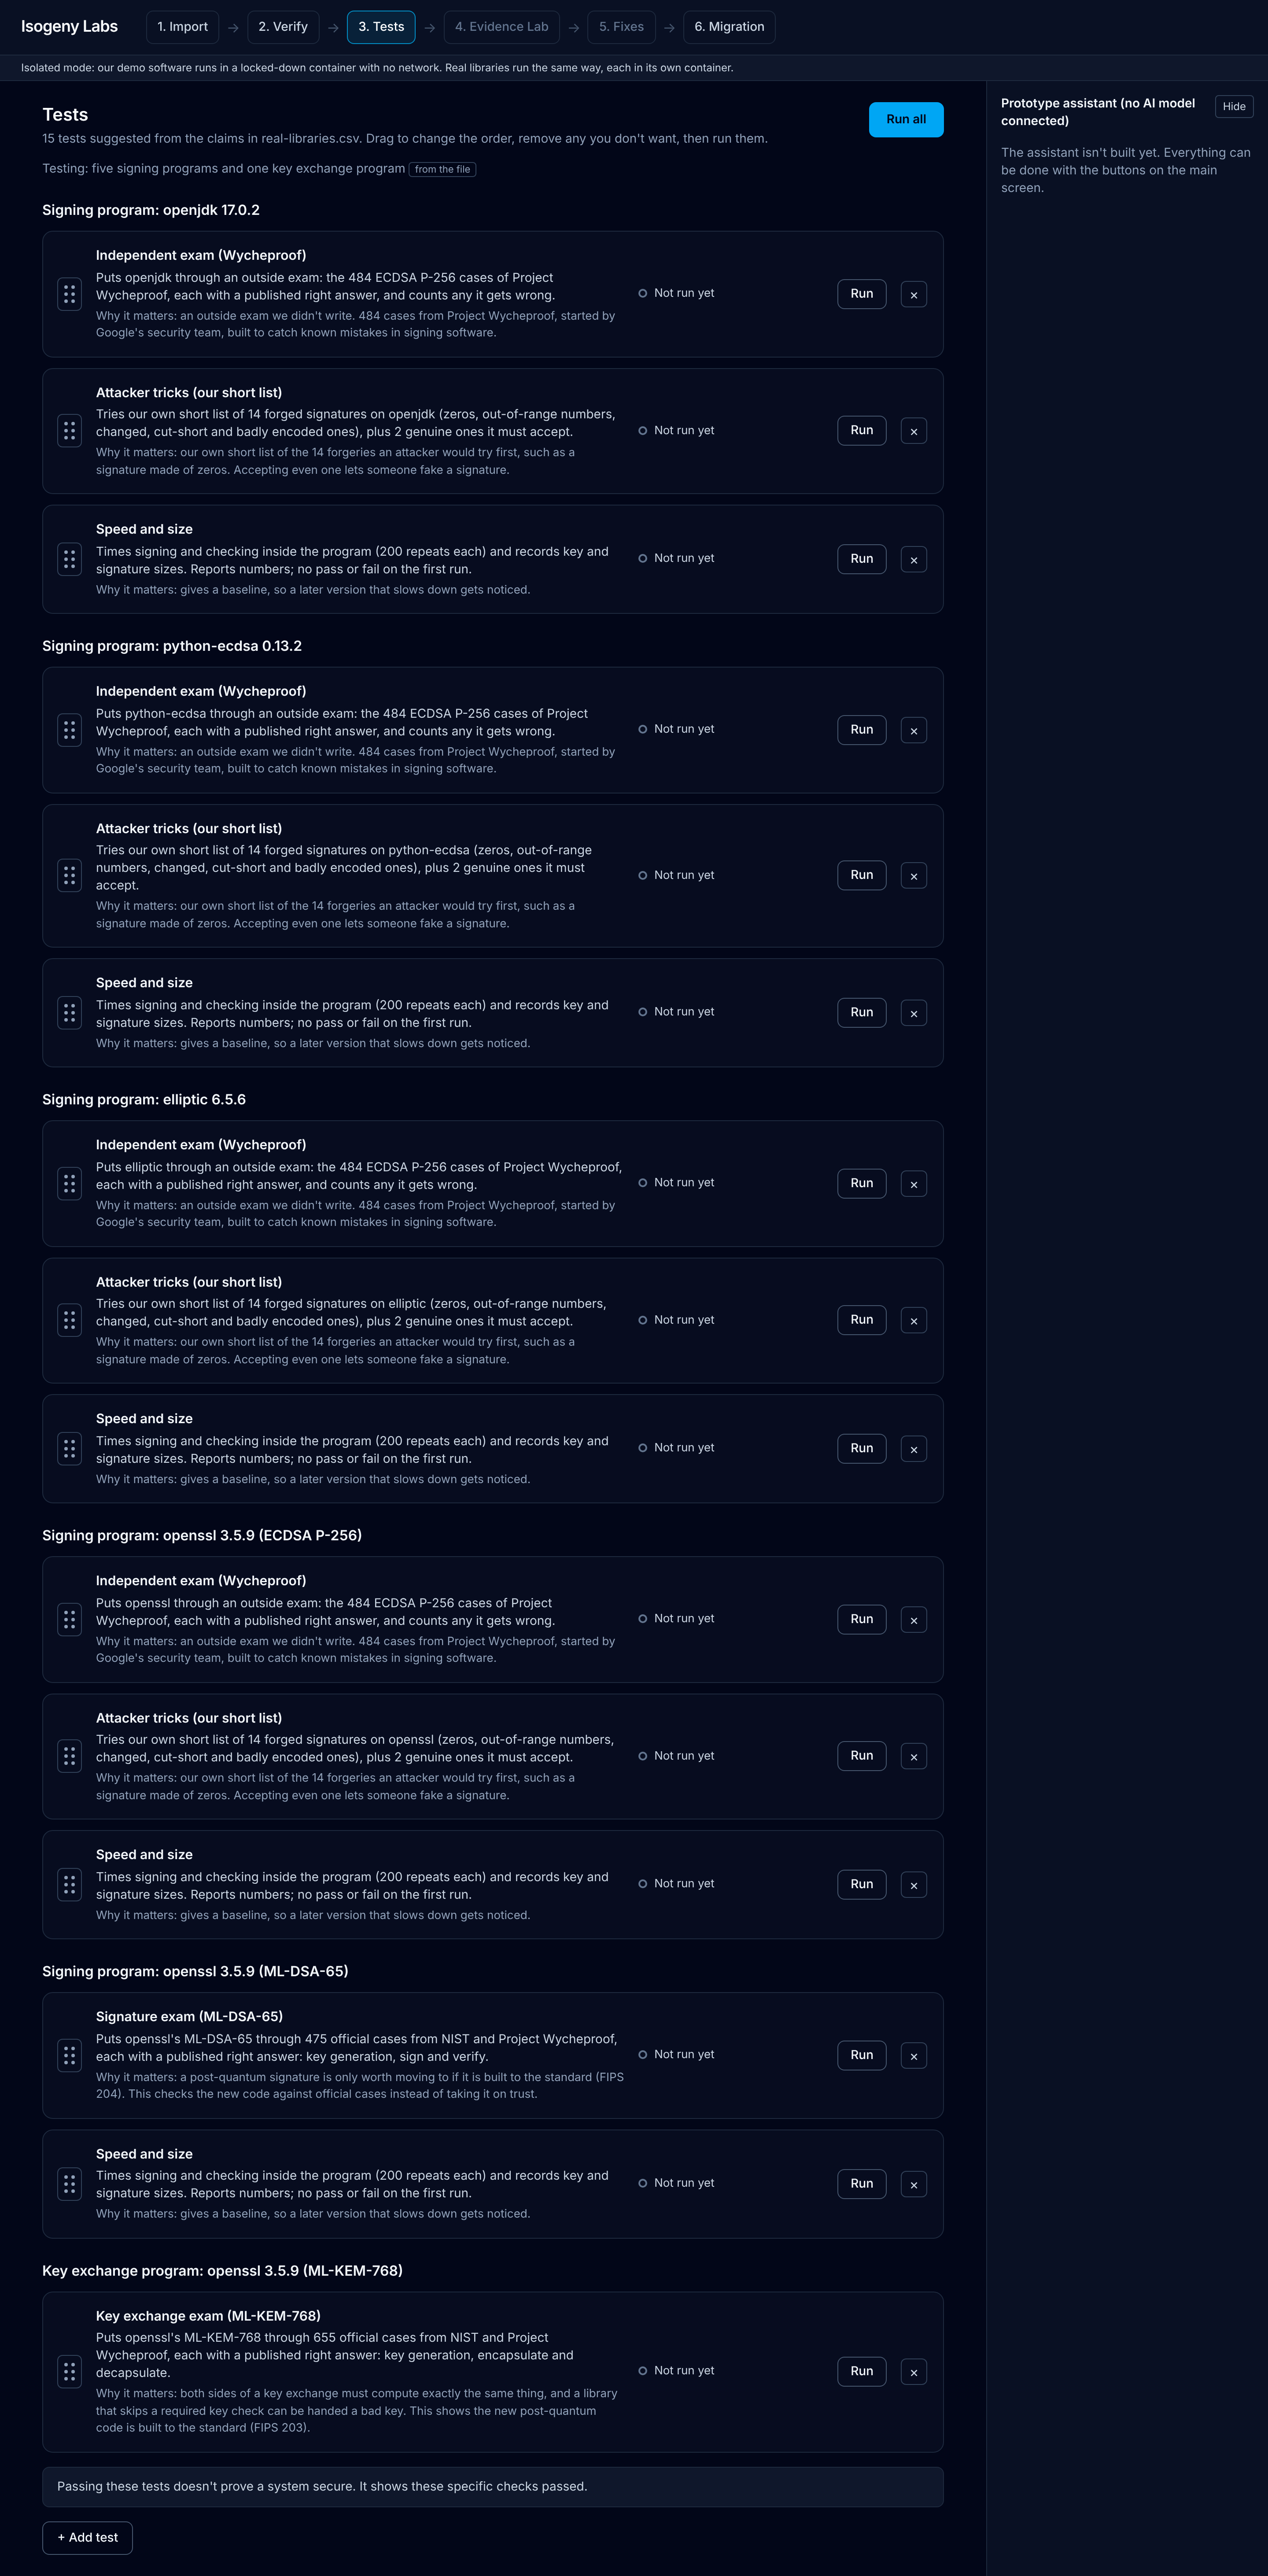 Isogeny Labs
1. Import → 2. Verify → 3. Tests → 4. Evidence Lab → 5. Fixes → 6. Migration
Isolated mode: our demo software runs in a locked-down container with no network. Real libraries run the same way, each in its own container.
Tests
Run all
15 tests suggested from the claims in real-libraries.csv. Drag to change the order, remove any you don't want, then run them.
Testing: five signing programs and one key exchange program from the file
Signing program: openjdk 17.0.2
Independent exam (Wycheproof)
Puts openjdk through an outside exam: the 484 ECDSA P-256 cases of Project
Wycheproof, each with a published right answer, and counts any it gets wrong.
Why it matters: an outside exam we didn't write. 484 cases from Project Wycheproof, started by
Google's security team, built to catch known mistakes in signing software.
Not run yet
Run ×
Attacker tricks (our short list)
Tries our own short list of 14 forged signatures on openjdk (zeros, out-of-range numbers,
changed, cut-short and badly encoded ones), plus 2 genuine ones it must accept.
Why it matters: our own short list of the 14 forgeries an attacker would try first, such as a
signature made of zeros. Accepting even one lets someone fake a signature.
Not run yet
Run ×
Speed and size
Times signing and checking inside the program (200 repeats each) and records key and
signature sizes. Reports numbers; no pass or fail on the first run.
Why it matters: gives a baseline, so a later version that slows down gets noticed.
Not run yet
Run ×
Signing program: python-ecdsa 0.13.2
Independent exam (Wycheproof)
Puts python-ecdsa through an outside exam: the 484 ECDSA P-256 cases of Project
Wycheproof, each with a published right answer, and counts any it gets wrong.
Why it matters: an outside exam we didn't write. 484 cases from Project Wycheproof, started by
Google's security team, built to catch known mistakes in signing software.
Not run yet
Run ×
Attacker tricks (our short list)
Tries our own short list of 14 forged signatures on python-ecdsa (zeros, out-of-range
numbers, changed, cut-short and badly encoded ones), plus 2 genuine ones it must
accept.
Why it matters: our own short list of the 14 forgeries an attacker would try first, such as a
signature made of zeros. Accepting even one lets someone fake a signature.
Not run yet
Run ×
Speed and size
Times signing and checking inside the program (200 repeats each) and records key and
signature sizes. Reports numbers; no pass or fail on the first run.
Why it matters: gives a baseline, so a later version that slows down gets noticed.
Not run yet
Run ×
Signing program: elliptic 6.5.6
Independent exam (Wycheproof)
Puts elliptic through an outside exam: the 484 ECDSA P-256 cases of Project Wycheproof,
each with a published right answer, and counts any it gets wrong.
Why it matters: an outside exam we didn't write. 484 cases from Project Wycheproof, started by
Google's security team, built to catch known mistakes in signing software.
Not run yet
Run ×
Attacker tricks (our short list)
Tries our own short list of 14 forged signatures on elliptic (zeros, out-of-range numbers,
changed, cut-short and badly encoded ones), plus 2 genuine ones it must accept.
Why it matters: our own short list of the 14 forgeries an attacker would try first, such as a
signature made of zeros. Accepting even one lets someone fake a signature.
Not run yet
Run ×
Speed and size
Times signing and checking inside the program (200 repeats each) and records key and
signature sizes. Reports numbers; no pass or fail on the first run.
Why it matters: gives a baseline, so a later version that slows down gets noticed.
Not run yet
Run ×
Signing program: openssl 3.5.9 (ECDSA P-256)
Independent exam (Wycheproof)
Puts openssl through an outside exam: the 484 ECDSA P-256 cases of Project
Wycheproof, each with a published right answer, and counts any it gets wrong.
Why it matters: an outside exam we didn't write. 484 cases from Project Wycheproof, started by
Google's security team, built to catch known mistakes in signing software.
Not run yet
Run ×
Attacker tricks (our short list)
Tries our own short list of 14 forged signatures on openssl (zeros, out-of-range numbers,
changed, cut-short and badly encoded ones), plus 2 genuine ones it must accept.
Why it matters: our own short list of the 14 forgeries an attacker would try first, such as a
signature made of zeros. Accepting even one lets someone fake a signature.
Not run yet
Run ×
Speed and size
Times signing and checking inside the program (200 repeats each) and records key and
signature sizes. Reports numbers; no pass or fail on the first run.
Why it matters: gives a baseline, so a later version that slows down gets noticed.
Not run yet
Run ×
Signing program: openssl 3.5.9 (ML-DSA-65)
Signature exam (ML-DSA-65)
Puts openssl's ML-DSA-65 through 475 official cases from NIST and Project Wycheproof,
each with a published right answer: key generation, sign and verify.
Why it matters: a post-quantum signature is only worth moving to if it is built to the standard (FIPS
204). This checks the new code against official cases instead of taking it on trust.
Not run yet
Run ×
Speed and size
Times signing and checking inside the program (200 repeats each) and records key and
signature sizes. Reports numbers; no pass or fail on the first run.
Why it matters: gives a baseline, so a later version that slows down gets noticed.
Not run yet
Run ×
Key exchange program: openssl 3.5.9 (ML-KEM-768)
Key exchange exam (ML-KEM-768)
Puts openssl's ML-KEM-768 through 655 official cases from NIST and Project
Wycheproof, each with a published right answer: key generation, encapsulate and
decapsulate.
Why it matters: both sides of a key exchange must compute exactly the same thing, and a library
that skips a required key check can be handed a bad key. This shows the new post-quantum
code is built to the standard (FIPS 203).
Not run yet
Run ×
Passing these tests doesn't prove a system secure. It shows these specific checks passed.
+ Add test
Prototype assistant (no AI model
connected)
Hide
The assistant isn't built yet. Everything can
be done with the buttons on the main
screen.